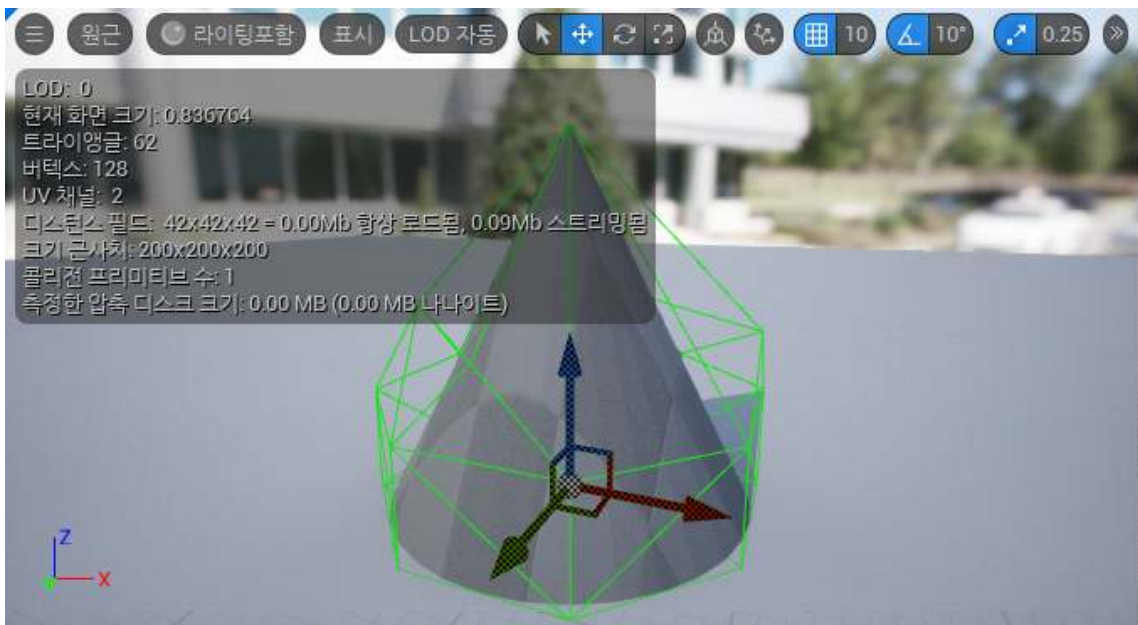 원근 라이팅포함 표시 LOD 자동 10 10° 0.25
LOD: 0
현재 화면 크기: 0.836764
트라이앵글: 62
버텍스: 128
UV 채널: 2
디스턴스 필드: 42x42x42 = 0.00Mb 항상 로드됨, 0.09Mb 스트리밍됨
크기 근사치: 200x200x200
콜리전 프리미티브 수: 1
측정한 압축 디스크 크기: 0.00 MB (0.00 MB 나나이트)
Z
X